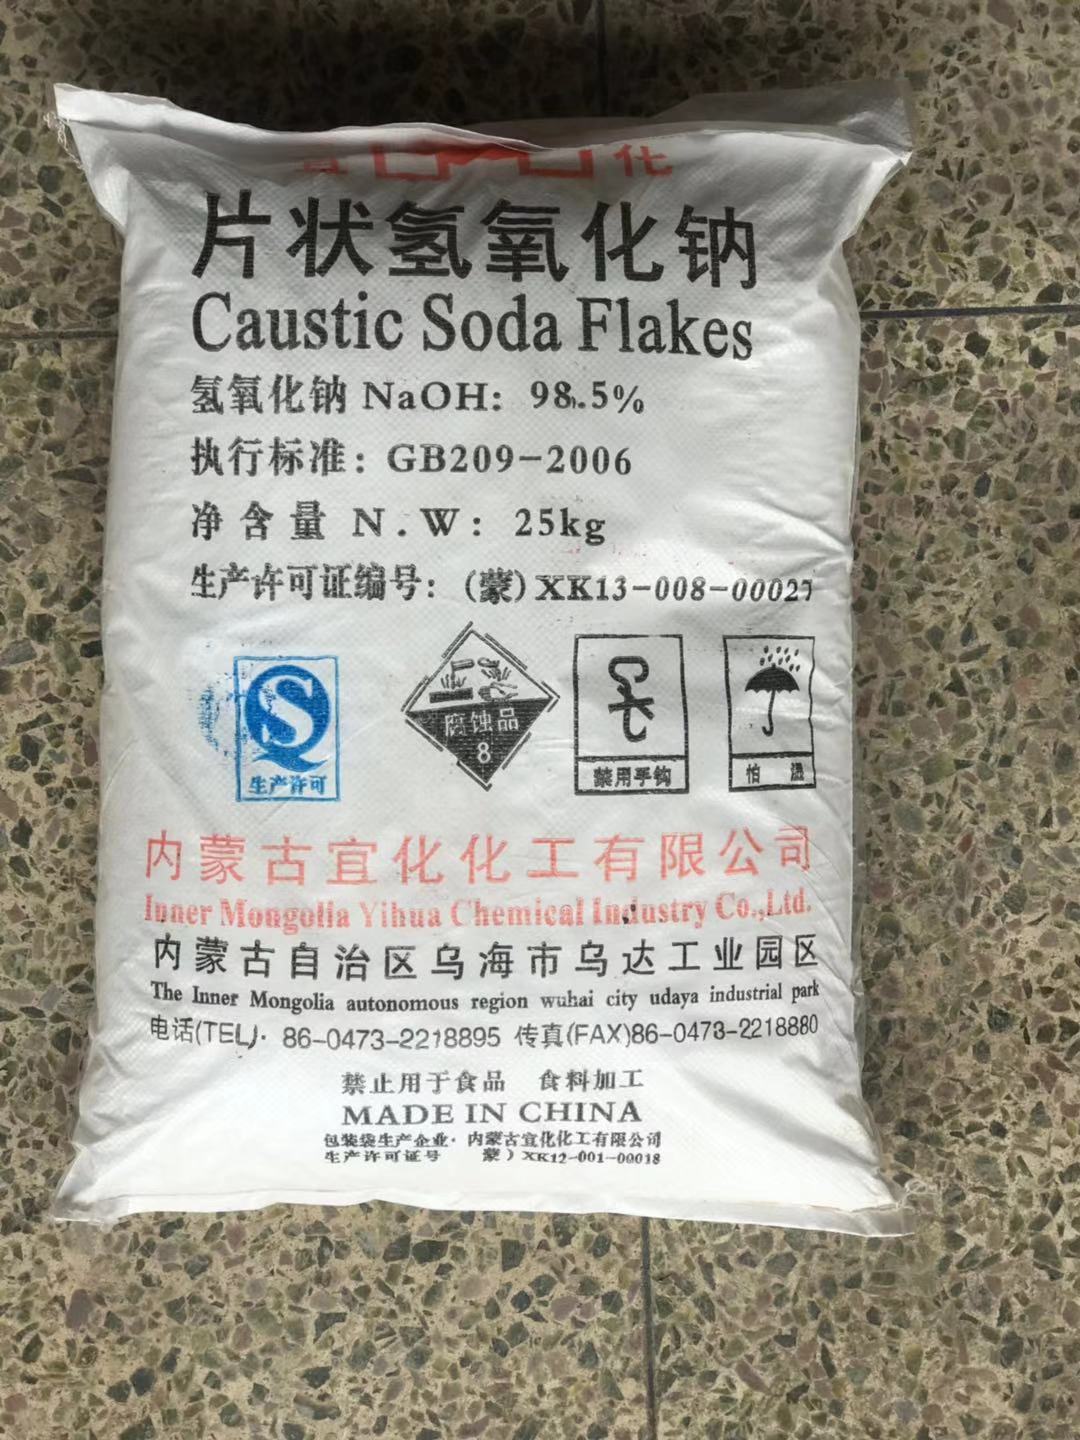 宜 化
片状氢氧化钠
Caustic Soda Flakes
氢氧化钠 NaOH: 98.5%
执行标准: GB209-2006
净含量 N.W: 25kg
生产许可证编号: (蒙)XK13-008-00027
生产许可
腐蚀品
8
禁用手钩
怕湿
内蒙古宜化化工有限公司
Inner Mongolia Yihua Chemical Industry Co.,Ltd.
内蒙古自治区乌海市乌达工业园区
The Inner Mongolia autonomous region wuhai city udaya industrial park
电话(TEL)· 86-0473-2218895 传真(FAX)86-0473-2218880
禁止用于食品 食料加工
MADE IN CHINA
包装袋生产企业· 内蒙古宜化化工有限公司
生产许可证号 蒙)XK12-001-00018